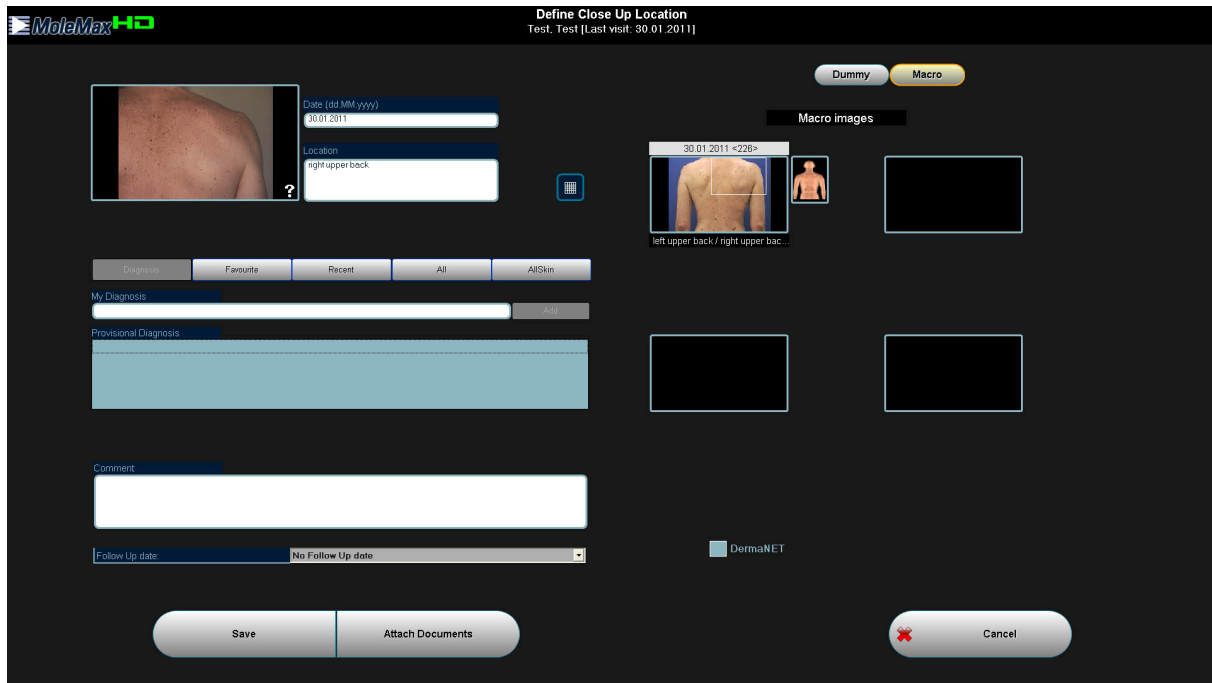 MoleMax HD
Define Close Up Location
Test, Test [Last visit: 30.01.2011]
Dummy
Macro
Date (dd.MM.yyyy)
30.01.2011
Location
right upper back
?
Macro images
30.01.2011 <226>
left upper back / right upper bac...
Diagnosis
Favourite
Recent
All
AllSkin
My Diagnosis
Add
Provisional Diagnosis
Comment
Follow Up date:
No Follow Up date
DermaNET
Save
Attach Documents
Cancel